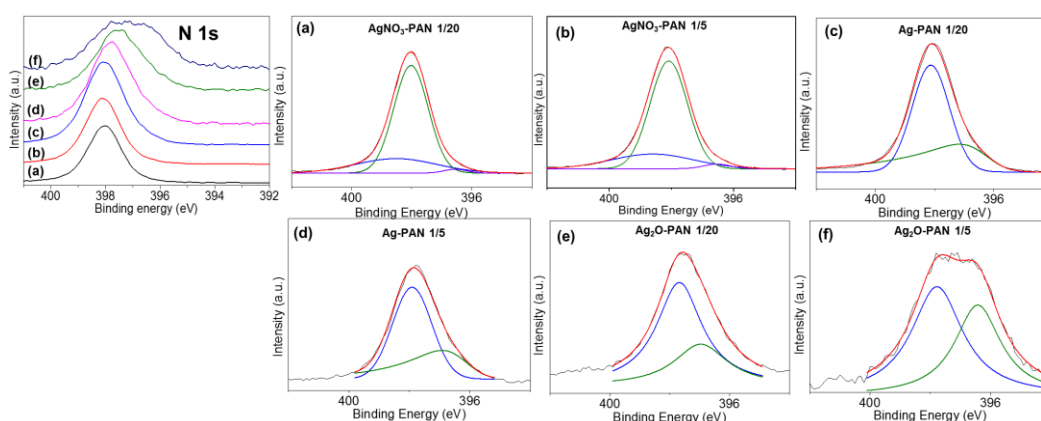 N 1s
(f)
(e)
(d)
(c)
(b)
(a)
Intensity (a.u.)
400 398 396 394 392
Binding energy (eV)
(a)
AgNO₃-PAN 1/20
Intensity (a.u.)
400 396
Binding Energy (eV)
(b)
AgNO₃-PAN 1/5
Intensity (a.u.)
400 396
Binding Energy (eV)
(c)
Ag-PAN 1/20
Intensity (a.u.)
400 396
Binding Energy (eV)
(d)
Ag-PAN 1/5
Intensity (a.u.)
400 396
Binding Energy (eV)
(e)
Ag₂O-PAN 1/20
Intensity (a.u.)
400 396
Binding Energy (eV)
(f)
Ag₂O-PAN 1/5
Intensity (a.u.)
400 396
Binding Energy (eV)